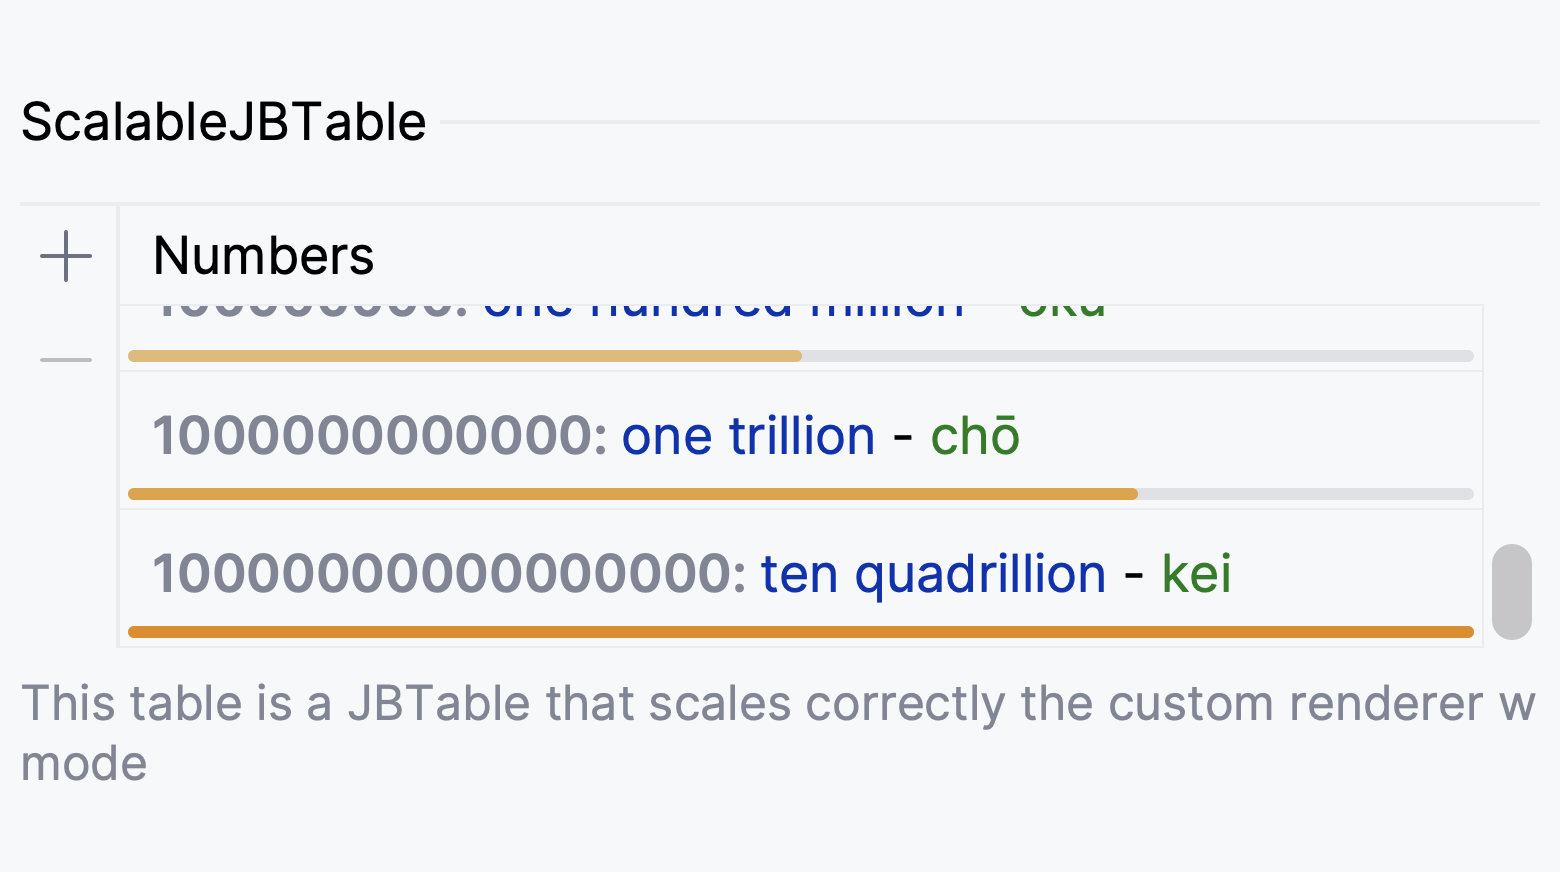 ScalableJBTable
Numbers
100000000: one hundred million oku
1000000000000: one trillion - chō
10000000000000000: ten quadrillion - kei
This table is a JBTable that scales correctly the custom renderer w
mode